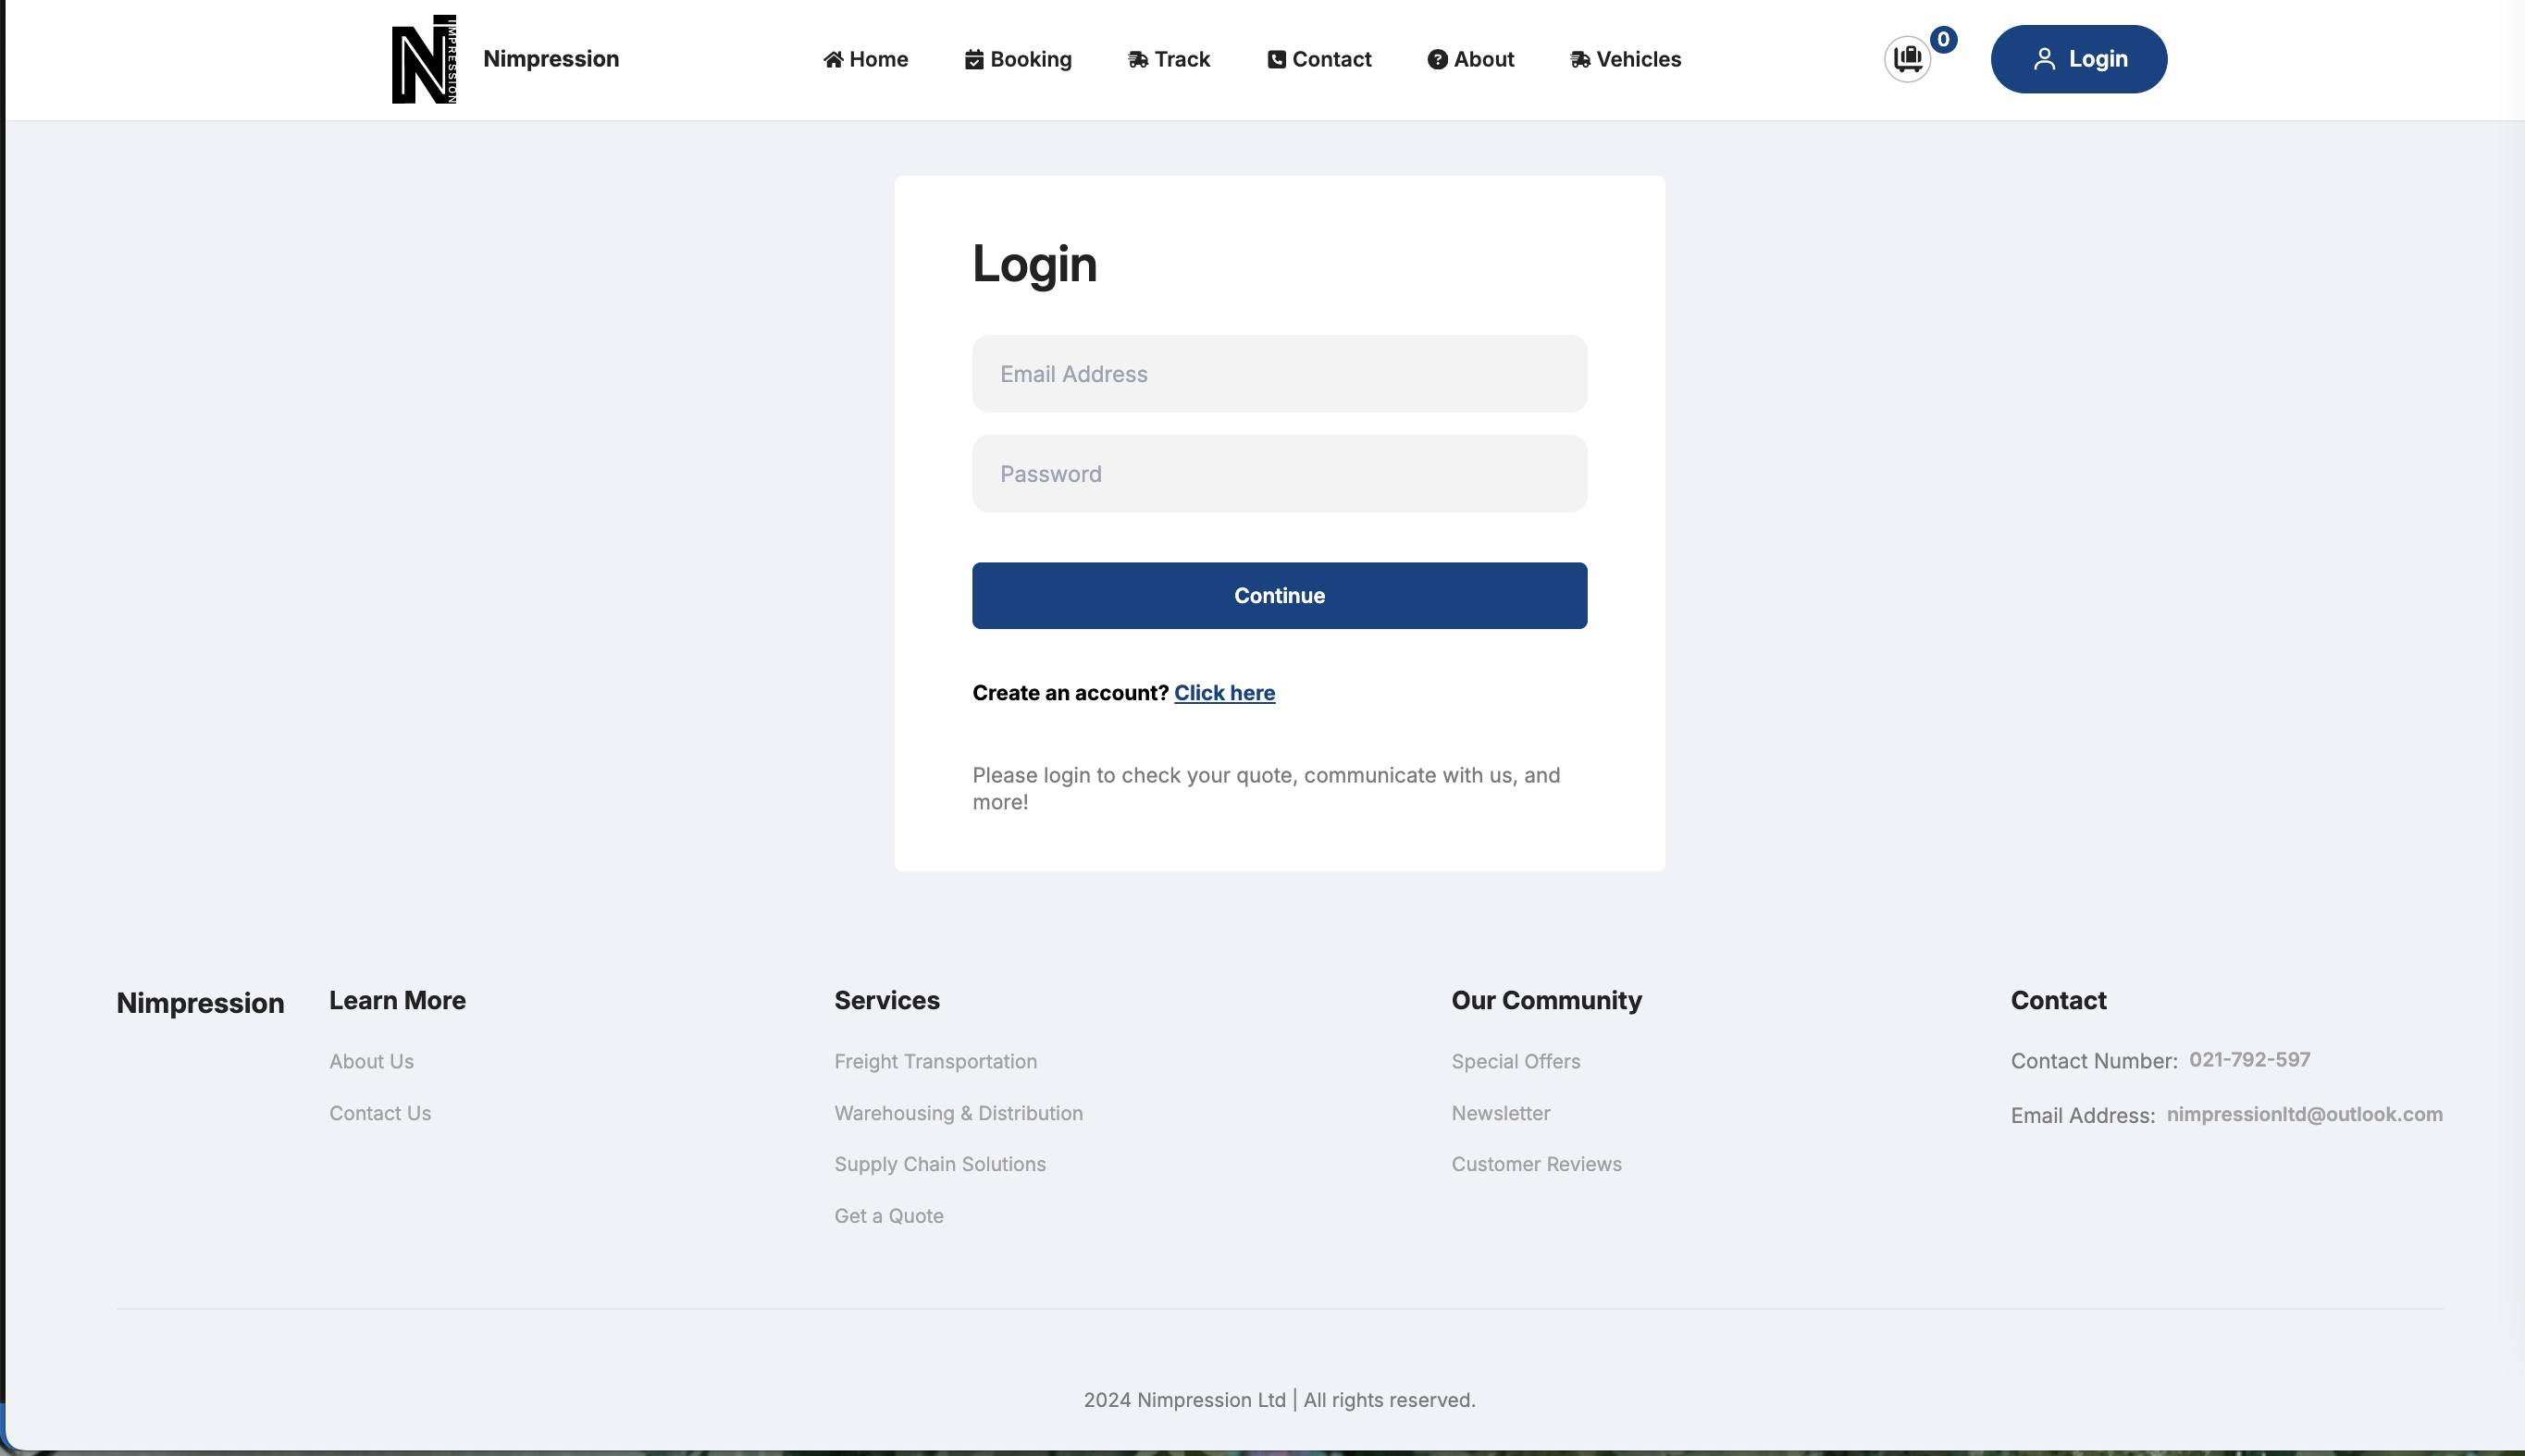 NIMPRESSION
Nimpression
Home
Booking
Track
Contact
About
Vehicles
0
Login
Login
Email Address
Password
Continue
Create an account? Click here
Please login to check your quote, communicate with us, and
more!
Nimpression
Learn More
About Us
Contact Us
Services
Freight Transportation
Warehousing & Distribution
Supply Chain Solutions
Get a Quote
Our Community
Special Offers
Newsletter
Customer Reviews
Contact
Contact Number: 021-792-597
Email Address: nimpressionltd@outlook.com
2024 Nimpression Ltd | All rights reserved.